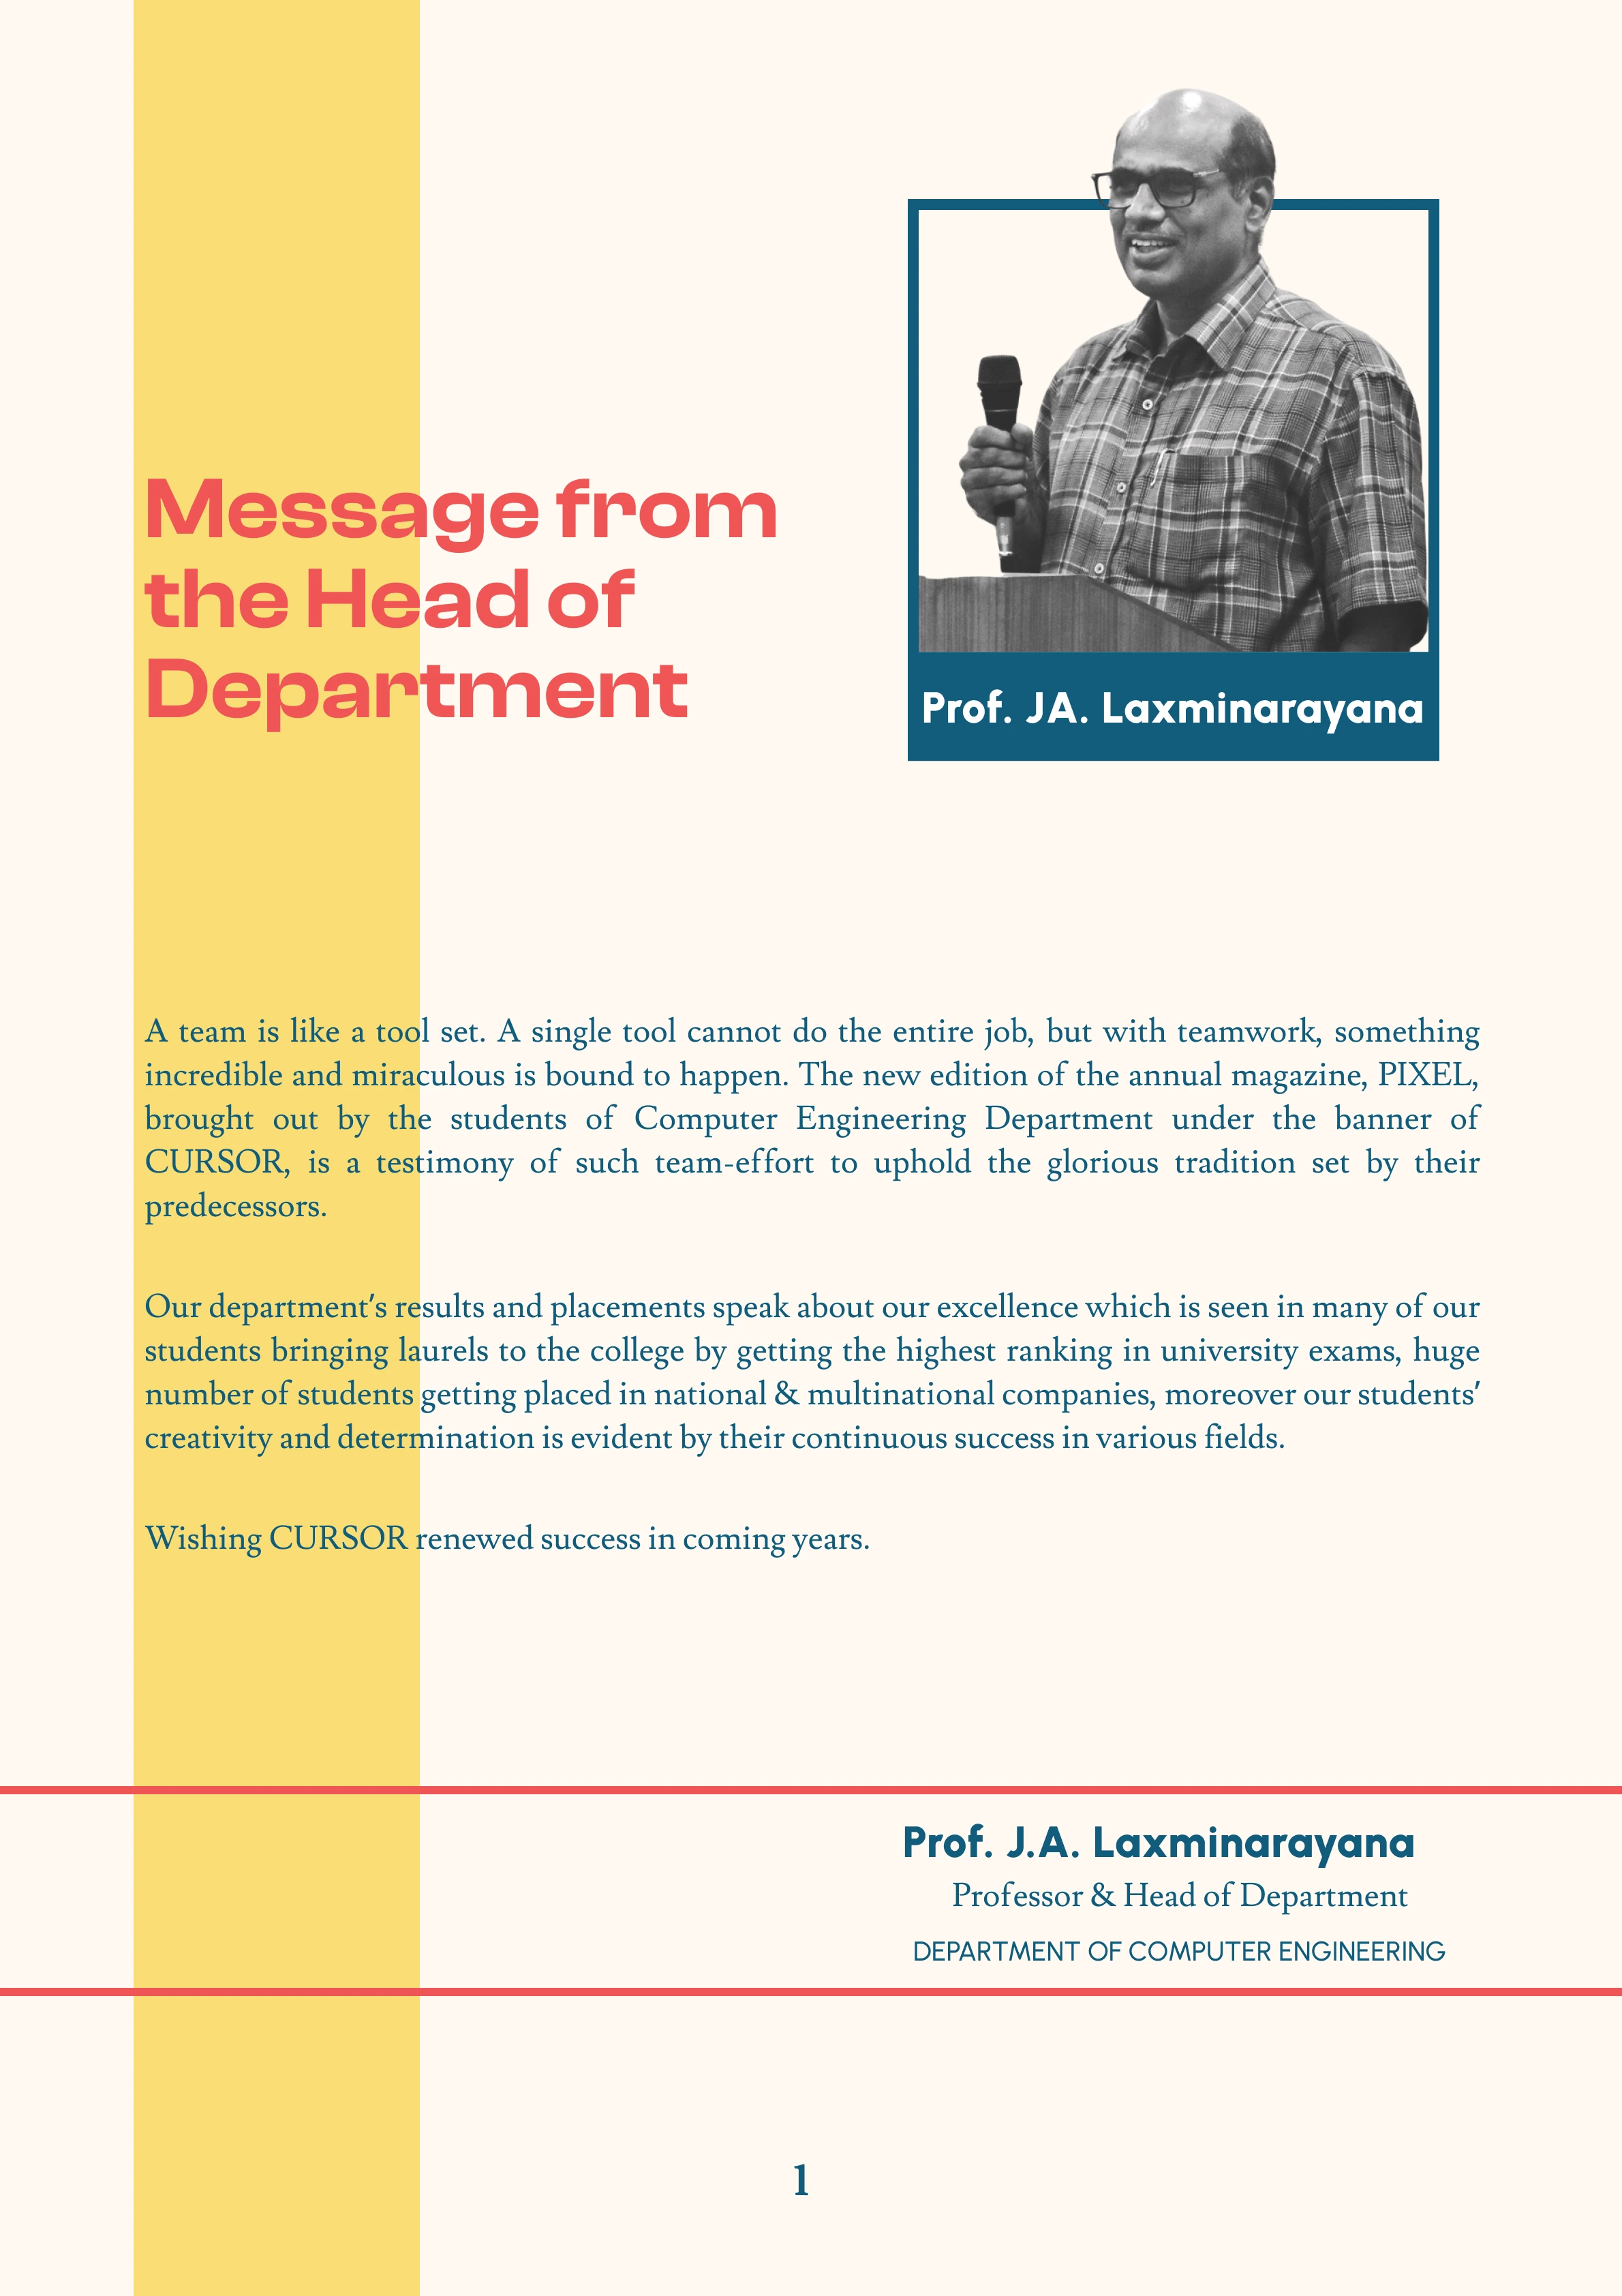 Message from
the Head of
Department
Prof. JA. Laxminarayana
A team is like a tool set. A single tool cannot do the entire job, but with teamwork, something
incredible and miraculous is bound to happen. The new edition of the annual magazine, PIXEL,
brought out by the students of Computer Engineering Department under the banner of
CURSOR, is a testimony of such team-effort to uphold the glorious tradition set by their
predecessors.
Our department's results and placements speak about our excellence which is seen in many of our
students bringing laurels to the college by getting the highest ranking in university exams, huge
number of students getting placed in national & multinational companies, moreover our students'
creativity and determination is evident by their continuous success in various fields.
Wishing CURSOR renewed success in coming years.
Prof. J.A. Laxminarayana
Professor & Head of Department
DEPARTMENT OF COMPUTER ENGINEERING
1